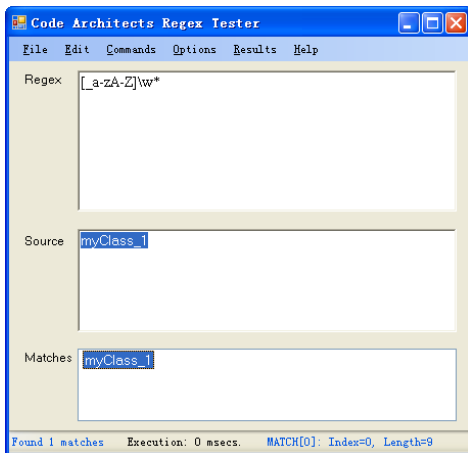 Code Architects Regex Tester
File Edit Commands Options Results Help
Regex [_a-zA-Z]\w*
Source myClass_1
Matches myClass_1
Found 1 matches Execution: 0 msecs. MATCH[0]: Index=0, Length=9